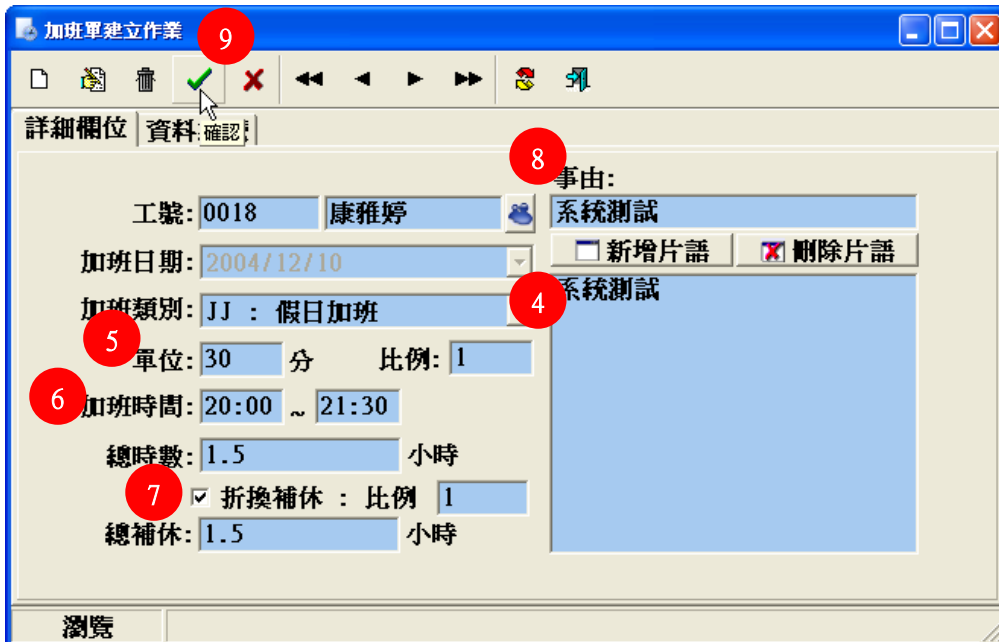 加班單建立作業
9
詳細欄位 資料
確認
8
事由:
工號: 0018 康雅婷
系統測試
新增片語 刪除片語
加班日期: 2004/12/10
系統測試
加班類別: JJ : 假日加班
4
5
單位: 30 分 比例: 1
6
加班時間: 20:00 ~ 21:30
總時數: 1.5 小時
7
折換補休 : 比例 1
總補休: 1.5 小時
瀏覽